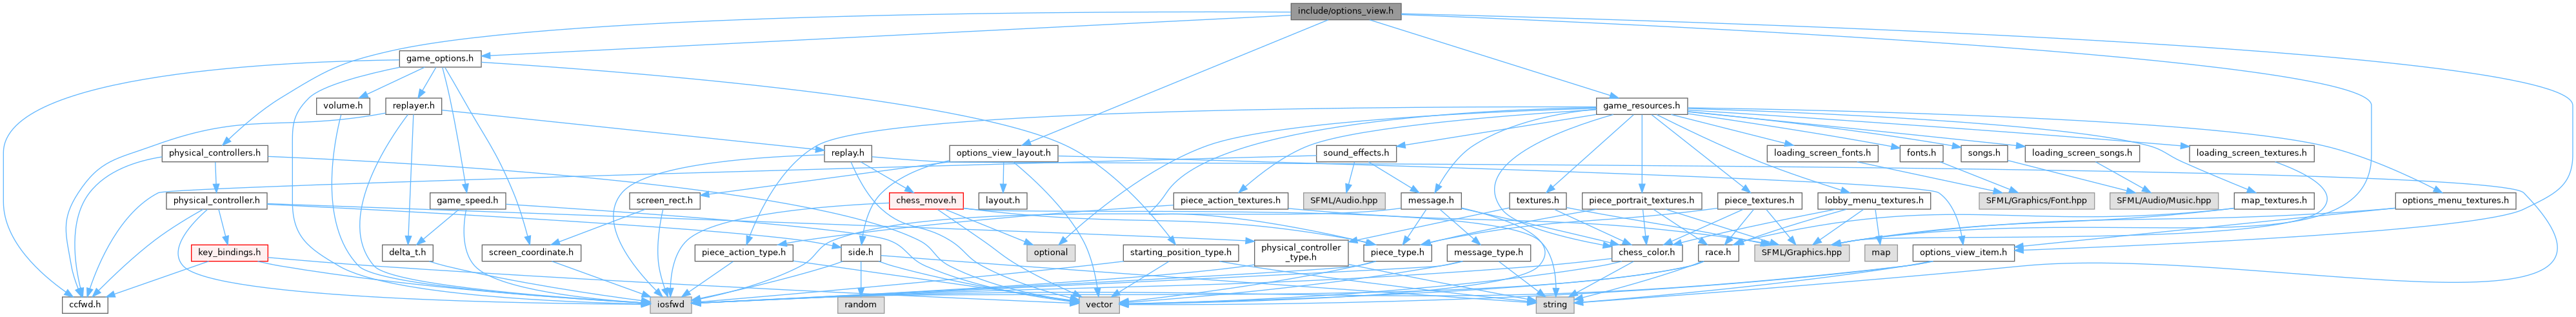 include/options_view.h
game_options.h
volume.h
replayer.h
game_resources.h
physical_controllers.h
replay.h
options_view_layout.h
sound_effects.h
loading_screen_fonts.h
fonts.h
songs.h
loading_screen_songs.h
loading_screen_textures.h
physical_controller.h
game_speed.h
screen_rect.h
chess_move.h
layout.h
piece_action_textures.h
SFML/Audio.hpp
message.h
textures.h
piece_portrait_textures.h
piece_textures.h
lobby_menu_textures.h
SFML/Graphics/Font.hpp
SFML/Audio/Music.hpp
map_textures.h
options_menu_textures.h
key_bindings.h
delta_t.h
screen_coordinate.h
piece_action_type.h
side.h
optional
starting_position_type.h
physical_controller
_type.h
piece_type.h
message_type.h
chess_color.h
race.h
SFML/Graphics.hpp
map
options_view_item.h
ccfwd.h
iosfwd
random
vector
string